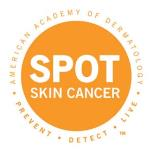 AMERICAN ACADEMY OF DERMATOLOGY
SPOT
SKIN CANCER
™
PREVENT • DETECT • LIVE